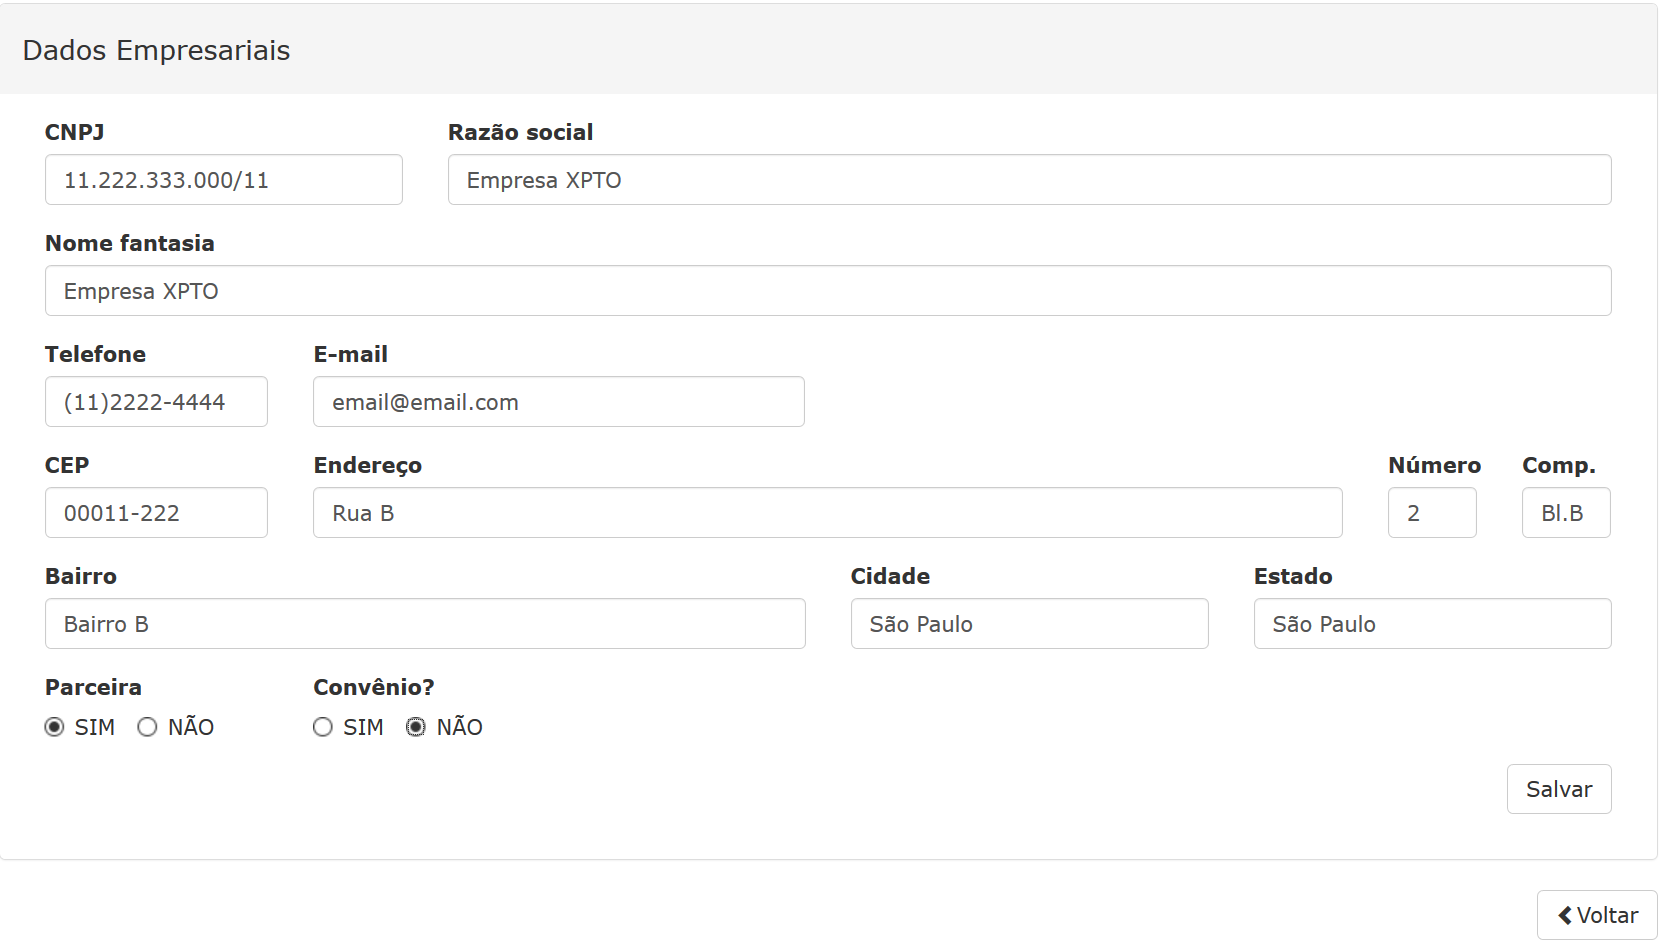 Dados Empresariais
CNPJ Razão social
11.222.333.000/11 Empresa XPTO
Nome fantasia
Empresa XPTO
Telefone E-mail
(11)2222-4444 email@email.com
CEP Endereço Número Comp.
00011-222 Rua B 2 Bl.B
Bairro Cidade Estado
Bairro B São Paulo São Paulo
Parceira Convênio?
SIM NÃO SIM NÃO
Salvar
Voltar